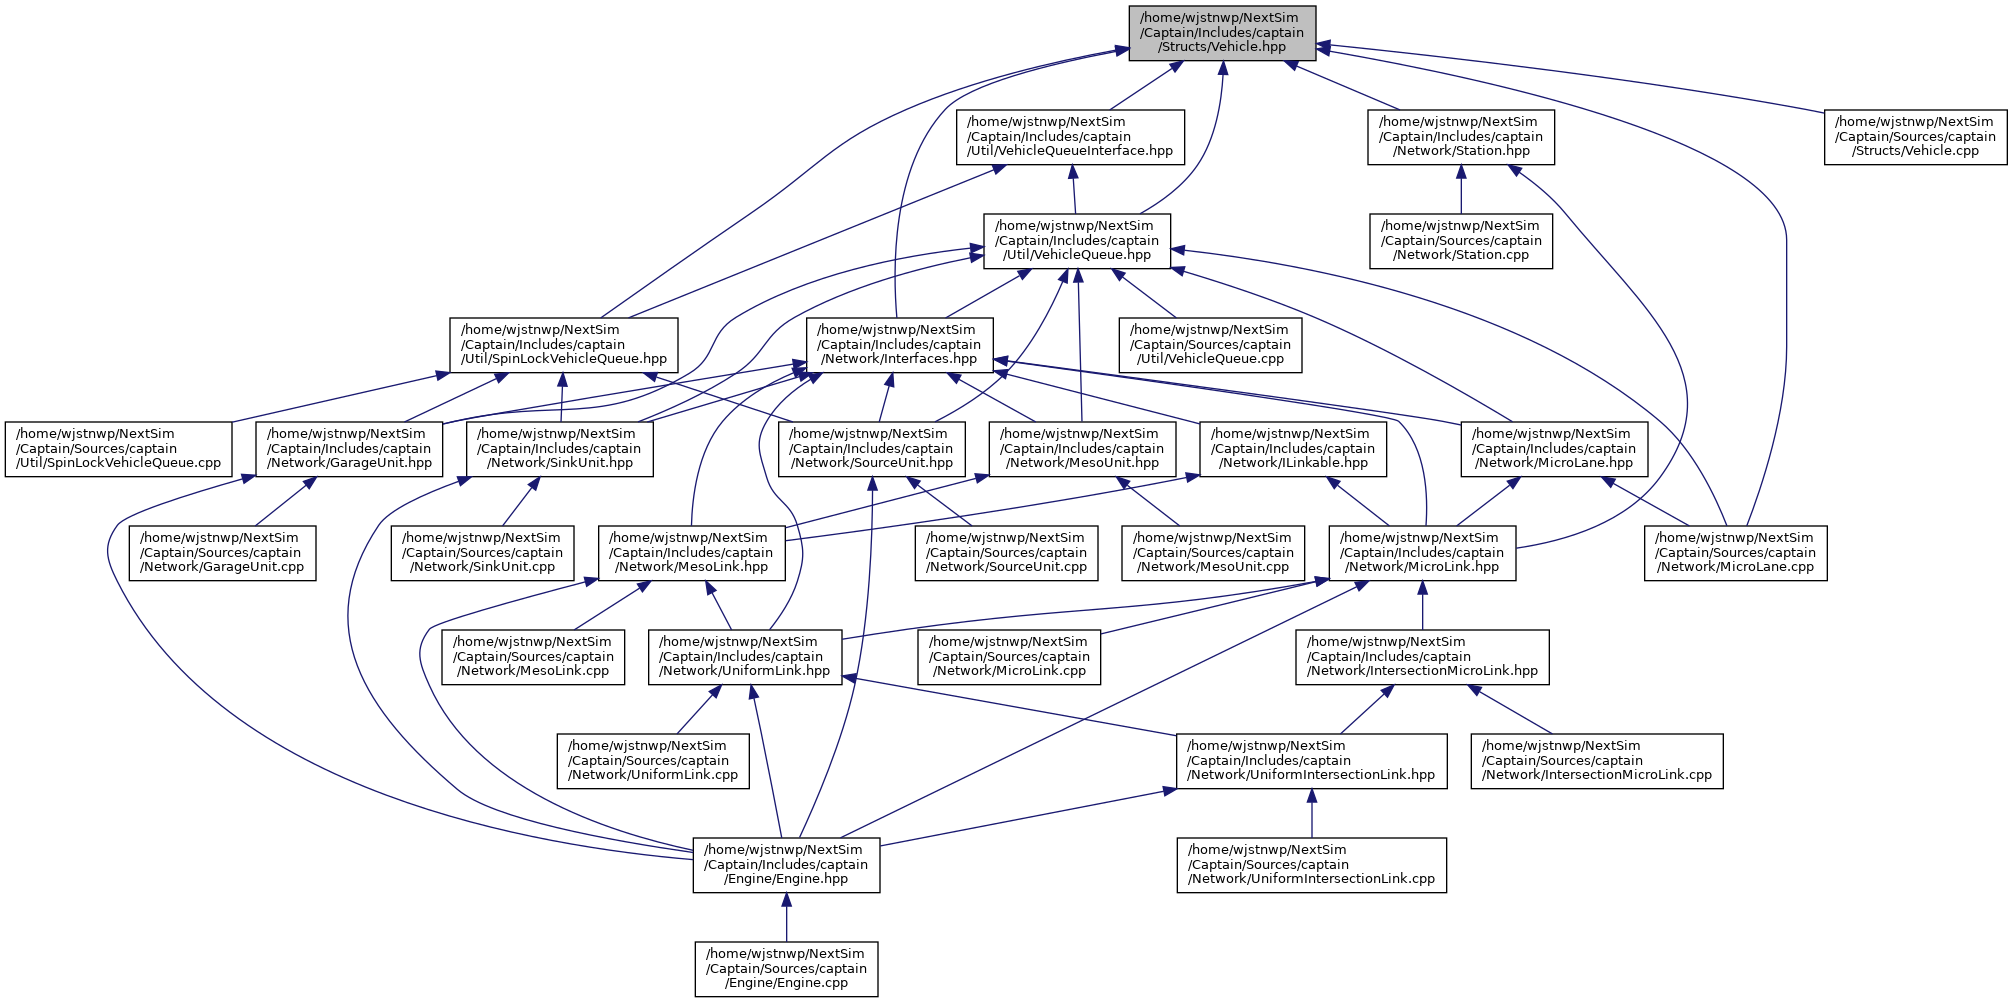 /home/wjstnwp/NextSim
/Captain/Includes/captain
/Structs/Vehicle.hpp
/home/wjstnwp/NextSim
/Captain/Includes/captain
/Util/VehicleQueueInterface.hpp
/home/wjstnwp/NextSim
/Captain/Includes/captain
/Network/Station.hpp
/home/wjstnwp/NextSim
/Captain/Sources/captain
/Structs/Vehicle.cpp
/home/wjstnwp/NextSim
/Captain/Includes/captain
/Util/VehicleQueue.hpp
/home/wjstnwp/NextSim
/Captain/Sources/captain
/Network/Station.cpp
/home/wjstnwp/NextSim
/Captain/Includes/captain
/Util/SpinLockVehicleQueue.hpp
/home/wjstnwp/NextSim
/Captain/Includes/captain
/Network/Interfaces.hpp
/home/wjstnwp/NextSim
/Captain/Sources/captain
/Util/VehicleQueue.cpp
/home/wjstnwp/NextSim
/Captain/Sources/captain
/Util/SpinLockVehicleQueue.cpp
/home/wjstnwp/NextSim
/Captain/Includes/captain
/Network/GarageUnit.hpp
/home/wjstnwp/NextSim
/Captain/Includes/captain
/Network/SinkUnit.hpp
/home/wjstnwp/NextSim
/Captain/Includes/captain
/Network/SourceUnit.hpp
/home/wjstnwp/NextSim
/Captain/Includes/captain
/Network/MesoUnit.hpp
/home/wjstnwp/NextSim
/Captain/Includes/captain
/Network/ILinkable.hpp
/home/wjstnwp/NextSim
/Captain/Includes/captain
/Network/MicroLane.hpp
/home/wjstnwp/NextSim
/Captain/Sources/captain
/Network/GarageUnit.cpp
/home/wjstnwp/NextSim
/Captain/Sources/captain
/Network/SinkUnit.cpp
/home/wjstnwp/NextSim
/Captain/Includes/captain
/Network/MesoLink.hpp
/home/wjstnwp/NextSim
/Captain/Sources/captain
/Network/SourceUnit.cpp
/home/wjstnwp/NextSim
/Captain/Sources/captain
/Network/MesoUnit.cpp
/home/wjstnwp/NextSim
/Captain/Includes/captain
/Network/MicroLink.hpp
/home/wjstnwp/NextSim
/Captain/Sources/captain
/Network/MicroLane.cpp
/home/wjstnwp/NextSim
/Captain/Sources/captain
/Network/MesoLink.cpp
/home/wjstnwp/NextSim
/Captain/Includes/captain
/Network/UniformLink.hpp
/home/wjstnwp/NextSim
/Captain/Sources/captain
/Network/MicroLink.cpp
/home/wjstnwp/NextSim
/Captain/Includes/captain
/Network/IntersectionMicroLink.hpp
/home/wjstnwp/NextSim
/Captain/Sources/captain
/Network/UniformLink.cpp
/home/wjstnwp/NextSim
/Captain/Includes/captain
/Network/UniformIntersectionLink.hpp
/home/wjstnwp/NextSim
/Captain/Sources/captain
/Network/IntersectionMicroLink.cpp
/home/wjstnwp/NextSim
/Captain/Includes/captain
/Engine/Engine.hpp
/home/wjstnwp/NextSim
/Captain/Sources/captain
/Network/UniformIntersectionLink.cpp
/home/wjstnwp/NextSim
/Captain/Sources/captain
/Engine/Engine.cpp